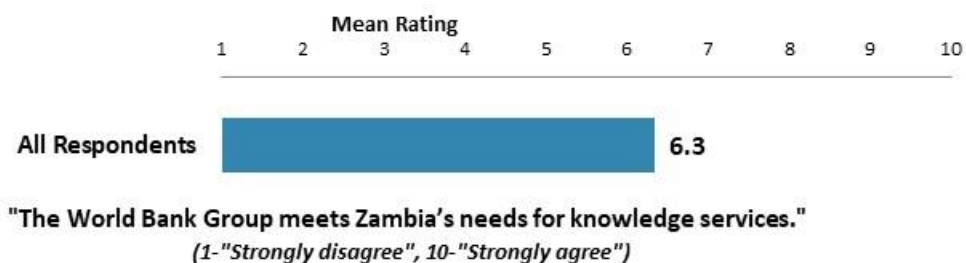 Mean Rating
1 2 3 4 5 6 7 8 9 10
All Respondents 6.3
"The World Bank Group meets Zambia’s needs for knowledge services."
(1-"Strongly disagree", 10-"Strongly agree")